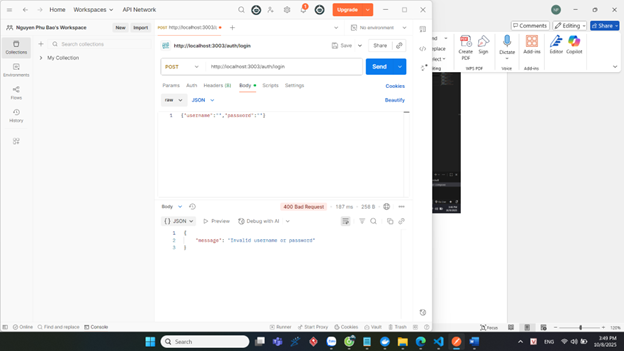 Home Workspaces API Network
Upgrade
Nguyen Phu Bao's Workspace
New Import
POST http://localhost:3003/a
No environment
Search collections
Collections
My Collection
Environments
Flows
History
http://localhost:3003/auth/login
Save Share
POST http://localhost:3003/auth/login
Send
Params Auth Headers (8) Body Scripts Settings
Cookies
raw JSON
Beautify
1 {"username":"","password":""}
Body
400 Bad Request 187 ms 258 B
{} JSON Preview Debug with AI
1 {
2 "message": "Invalid username or password"
3 }
Online Find and replace Console
Runner Start Proxy Cookies Vault Trash
Comments Editing Share
Create PDF
Sign
Dictate
Add-ins
Editor
Copilot
WPS PDF
Voice
Add-ins
Focus
120%
Search
ENG
3:49 PM
10/8/2025